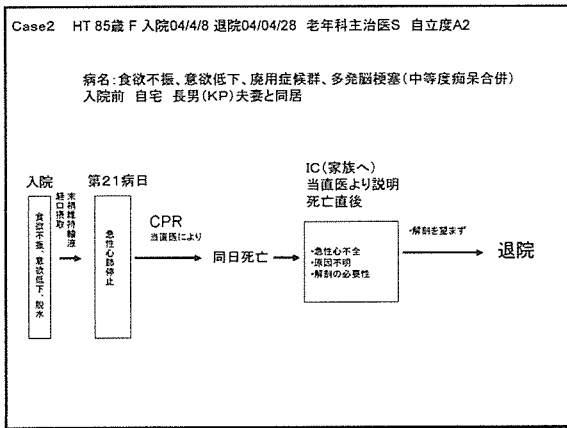 Case2 HT 85歳 F 入院04/4/8 退院04/04/28 老年科主治医S 自立度A2
病名:食欲不振、意欲低下、廃用症候群、多発脳梗塞(中等度痴呆合併)
入院前 自宅 長男(KP)夫妻と同居
入院
食欲不振、意欲低下、脱水
末梢維持輸液
経口摂取
第21病日
急性心肺停止
CPR
当直医により
同日死亡
IC(家族へ)
当直医より説明
死亡直後
・急性心不全
・原因不明
・解剖の必要性
・解剖を望まず
退院